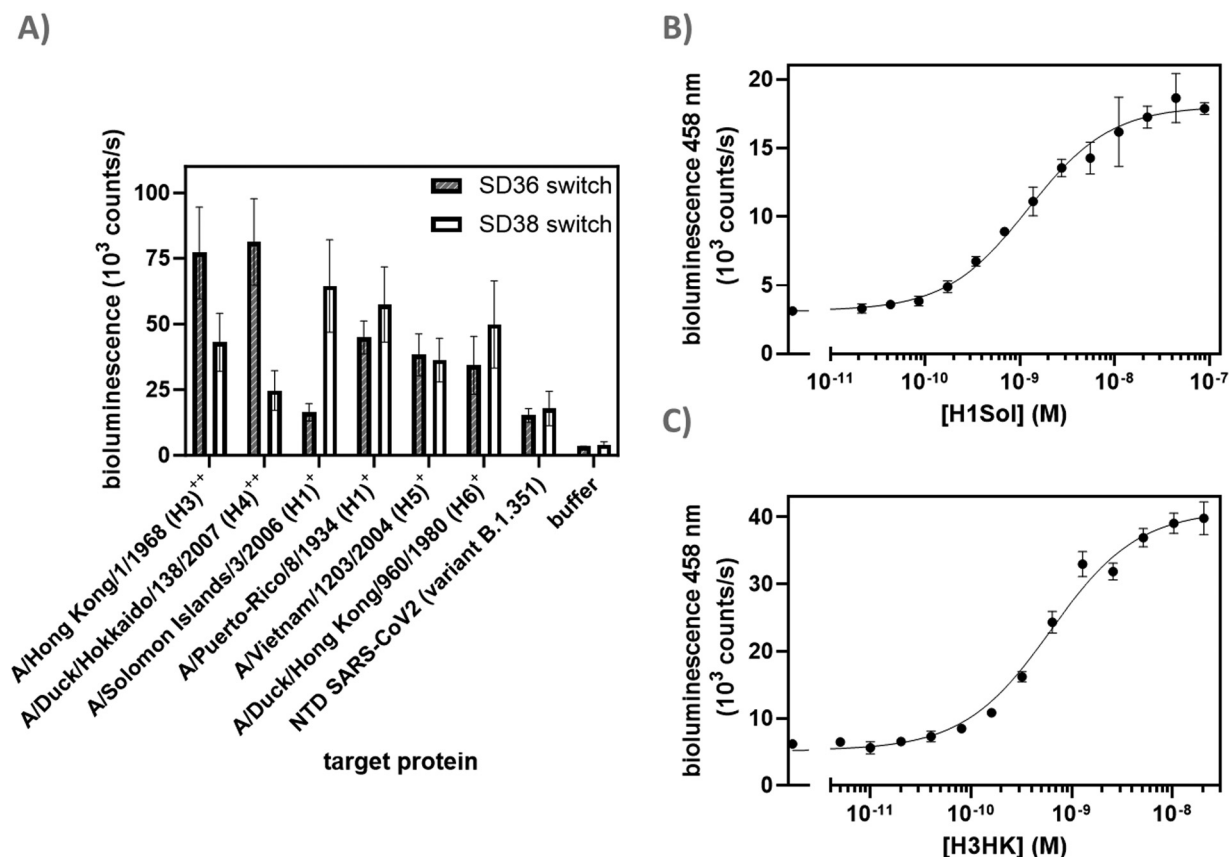 A)
bioluminescence (10³ counts/s)
100
75
50
25
0
SD36 switch
SD38 switch
A/Hong Kong/1/1968 (H3)⁺⁺
A/Duck/Hokkaido/138/2007 (H4)⁺⁺
A/Solomon Islands/3/2006 (H1)⁺
A/Puerto-Rico/8/1934 (H1)⁺
A/Vietnam/1203/2004 (H5)⁺
A/Duck/Hong Kong/960/1980 (H6)⁺
NTD SARS-CoV2 (variant B.1.351)
buffer
target protein
B)
bioluminescence 458 nm
(10³ counts/s)
20
15
10
5
0
10⁻¹¹ 10⁻¹⁰ 10⁻⁹ 10⁻⁸ 10⁻⁷
[H1Sol] (M)
C)
bioluminescence 458 nm
(10³ counts/s)
40
30
20
10
0
10⁻¹¹ 10⁻¹⁰ 10⁻⁹ 10⁻⁸
[H3HK] (M)